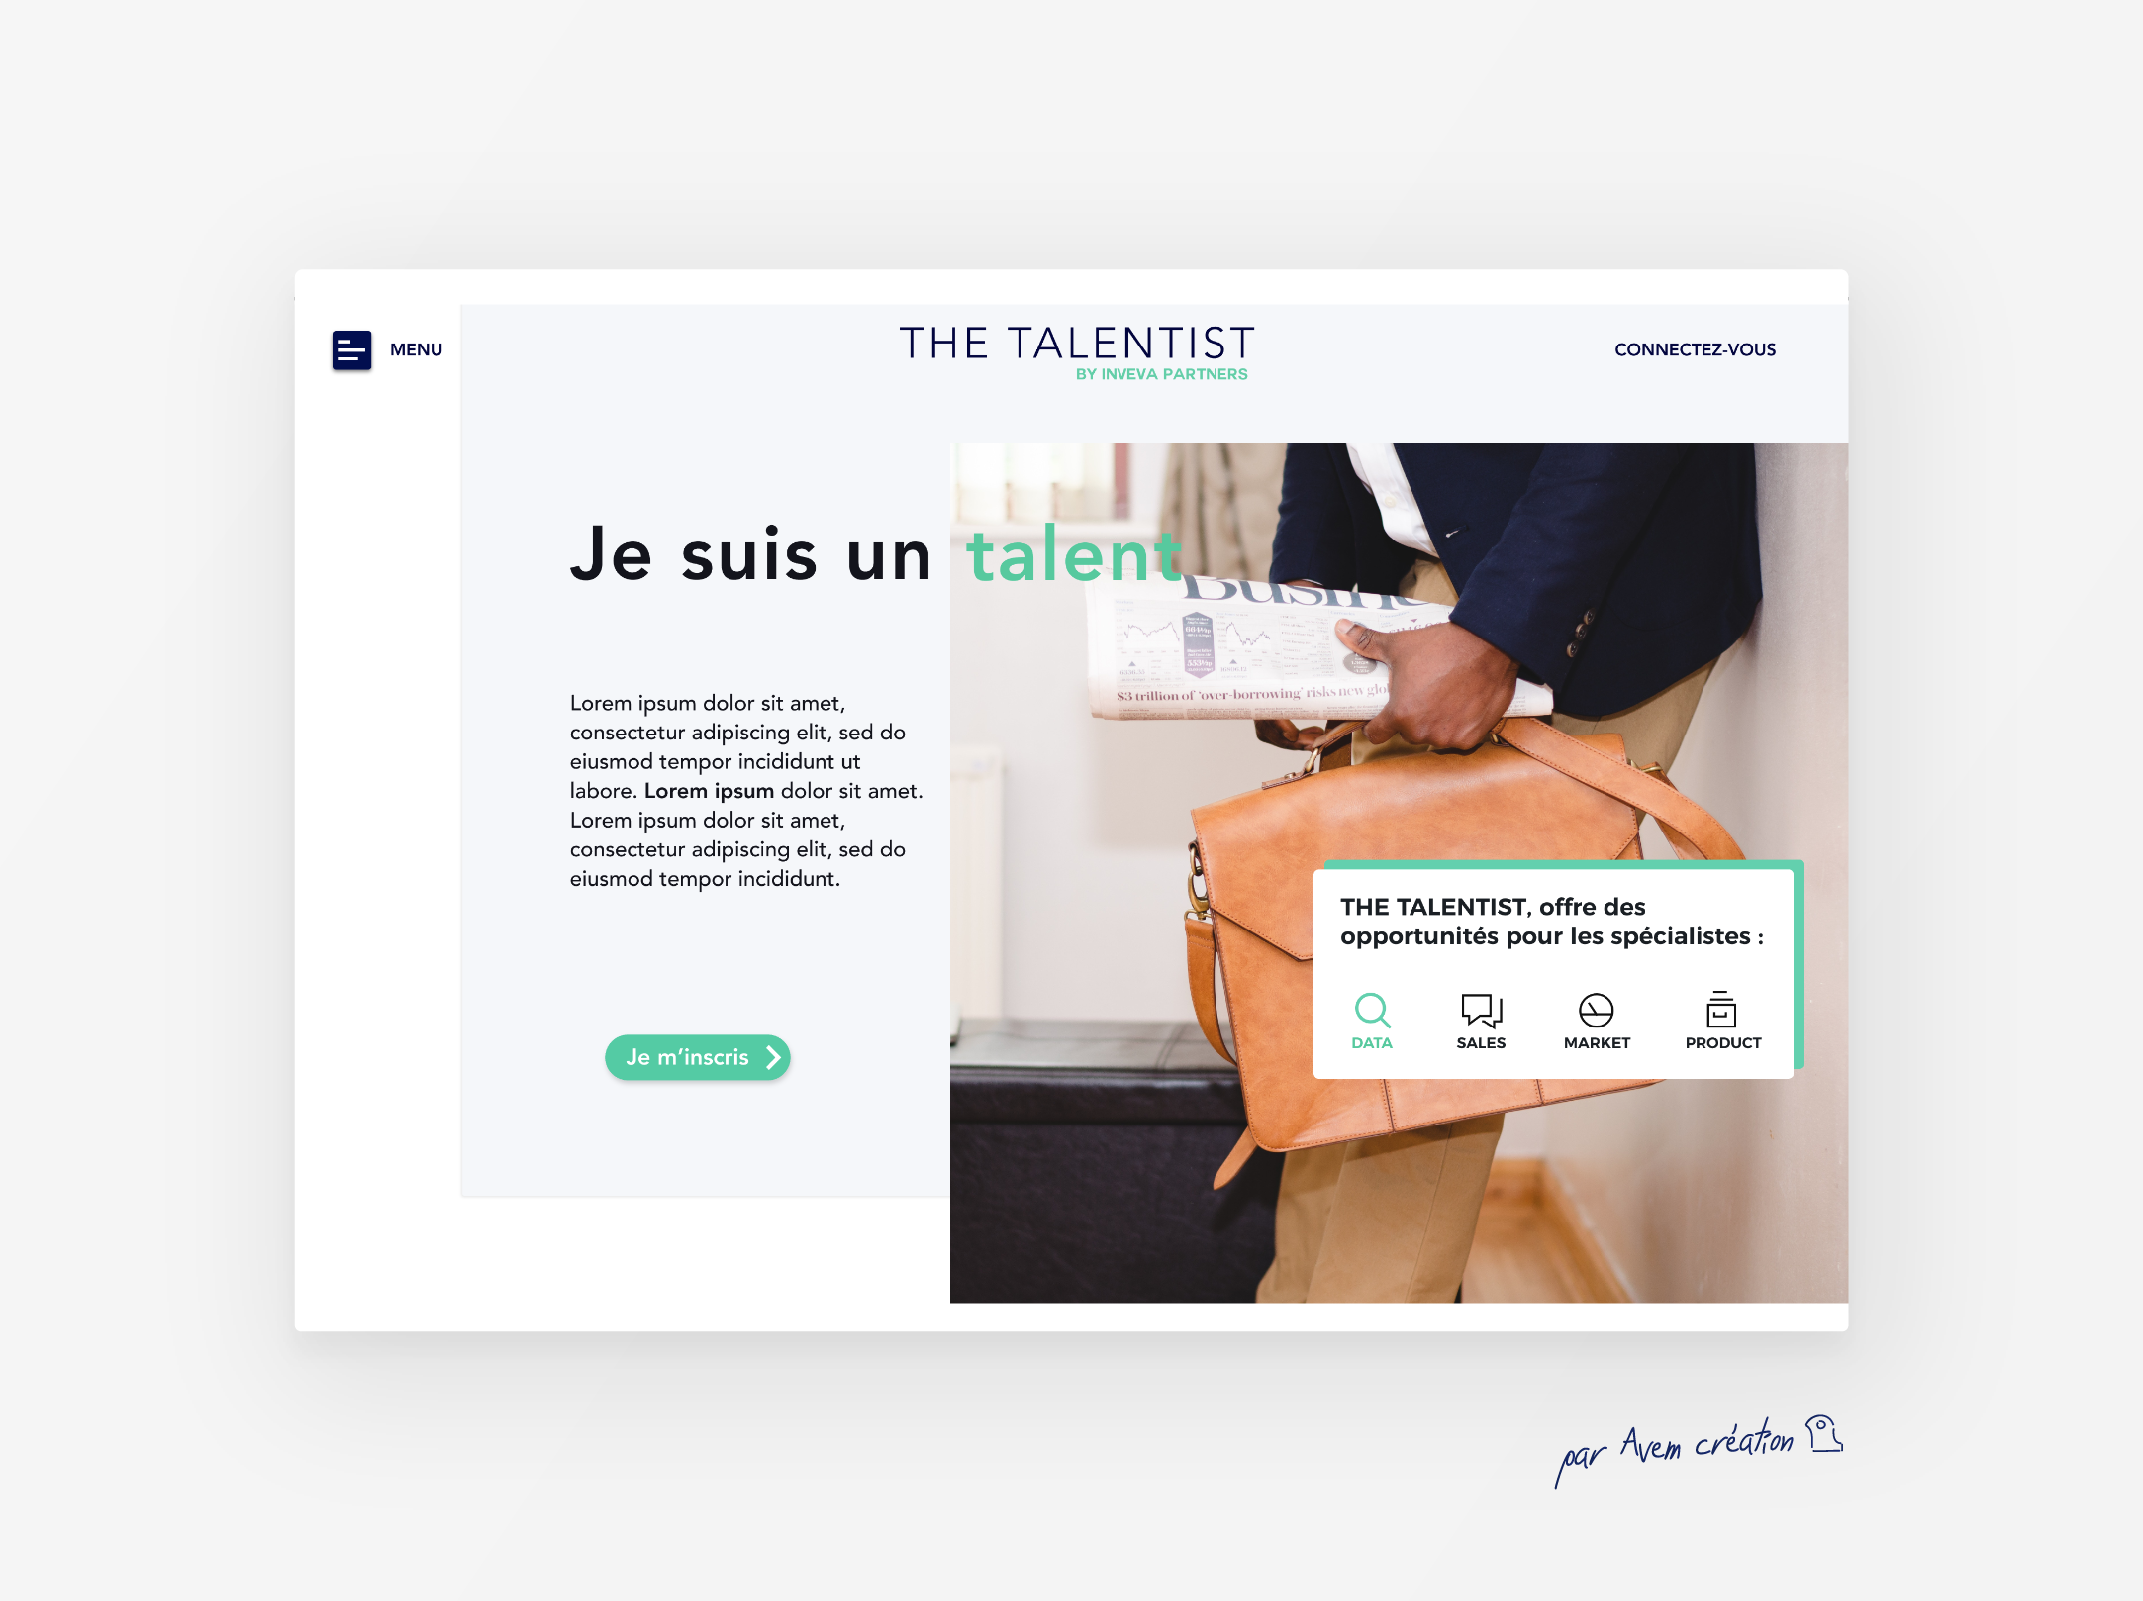 MENU
THE TALENTIST
BY INVEVA PARTNERS
CONNECTEZ-VOUS
Je suis un talent
Lorem ipsum dolor sit amet,
consectetur adipiscing elit, sed do
eiusmod tempor incididunt ut
labore. Lorem ipsum dolor sit amet.
Lorem ipsum dolor sit amet,
consectetur adipiscing elit, sed do
eiusmod tempor incididunt.
Je m’inscris
$3 trillion of ‘over-borrowing’ risks new
THE TALENTIST, offre des
opportunités pour les spécialistes :
DATA SALES MARKET PRODUCT
par Avem création